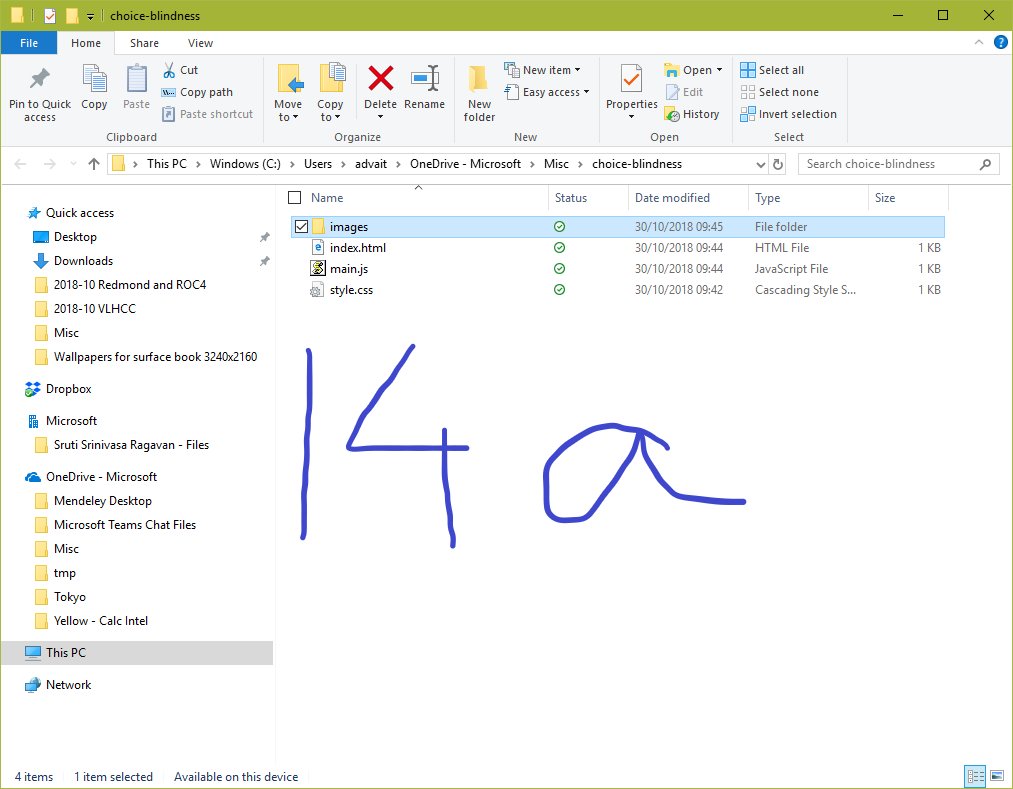 choice-blindness
File Home Share View
Pin to Quick access
Copy
Paste
Cut
Copy path
Paste shortcut
Clipboard
Move to
Copy to
Delete
Rename
Organize
New folder
New item
Easy access
New
Properties
Open
Edit
History
Open
Select all
Select none
Invert selection
Select
This PC > Windows (C:) > Users > advait > OneDrive - Microsoft > Misc > choice-blindness
Search choice-blindness
Quick access
Desktop
Downloads
2018-10 Redmond and ROC4
2018-10 VLHCC
Misc
Wallpapers for surface book 3240x2160
Dropbox
Microsoft
Sruti Srinivasa Ragavan - Files
OneDrive - Microsoft
Mendeley Desktop
Microsoft Teams Chat Files
Misc
tmp
Tokyo
Yellow - Calc Intel
This PC
Network
Name Status Date modified Type Size
images 30/10/2018 09:45 File folder
index.html 30/10/2018 09:44 HTML File 1 KB
main.js 30/10/2018 09:44 JavaScript File 1 KB
style.css 30/10/2018 09:42 Cascading Style S... 1 KB
14 a
4 items 1 item selected Available on this device